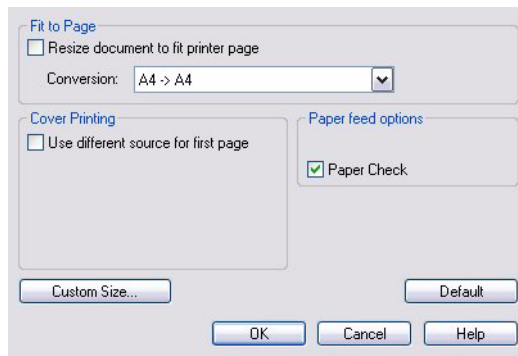 Fit to Page
Resize document to fit printer page
Conversion: A4 -> A4
Cover Printing
Use different source for first page
Paper feed options
Paper Check
Custom Size... Default
OK Cancel Help